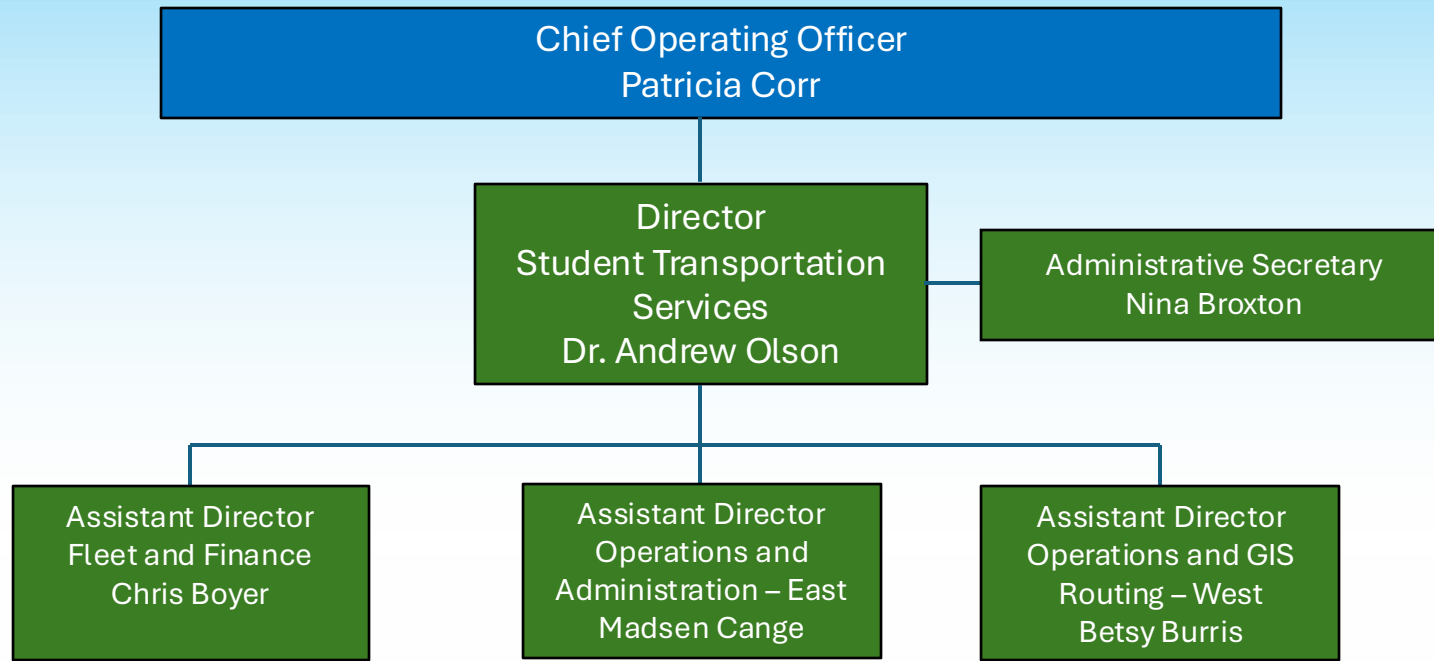 Chief Operating Officer
Patricia Corr
Director
Student Transportation
Services
Dr. Andrew Olson
Administrative Secretary
Nina Broxton
Assistant Director
Fleet and Finance
Chris Boyer
Assistant Director
Operations and
Administration – East
Madsen Cange
Assistant Director
Operations and GIS
Routing – West
Betsy Burris